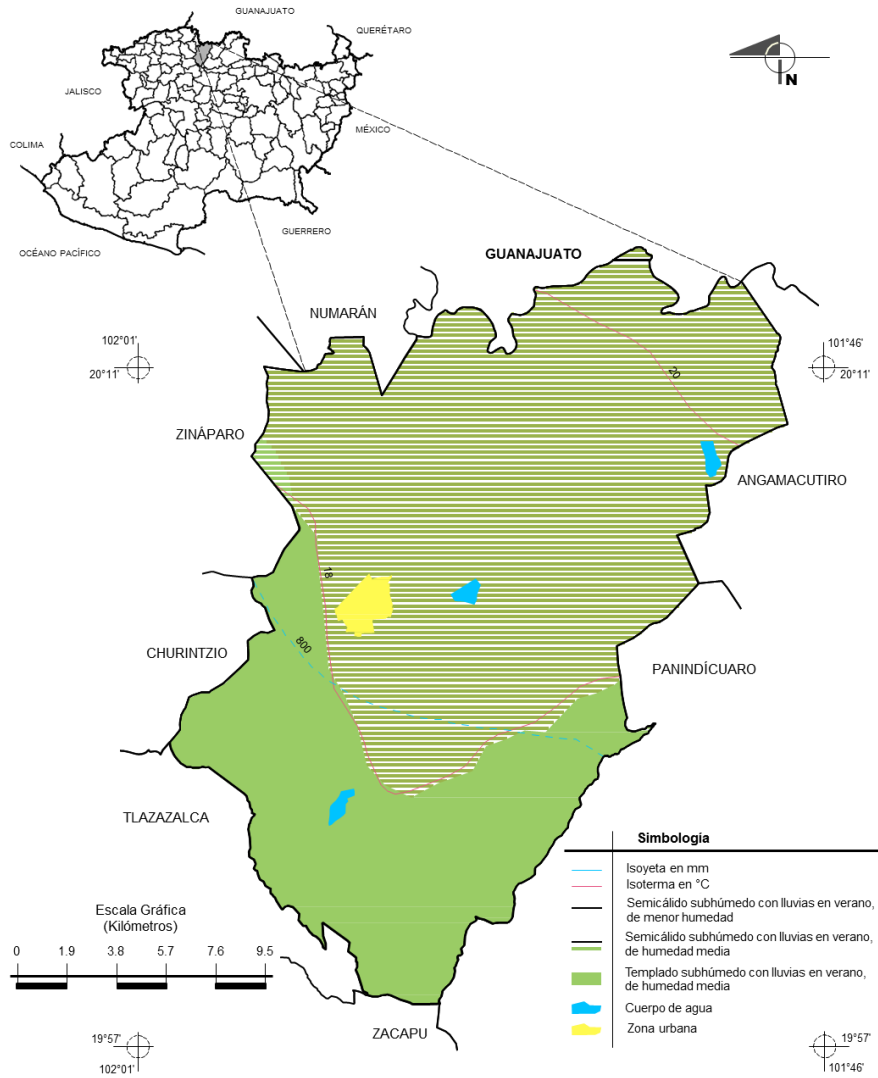 GUANAJUATO
QUERÉTARO
JALISCO
MÉXICO
COLIMA
GUERRERO
OCÉANO PACÍFICO
N
GUANAJUATO
NUMARÁN
102°01'
20°11'
101°46'
20°11'
20
ZINÁPARO
ANGAMACUTIRO
18
800
CHURINTZIO
PANINDÍCUARO
TLAZAZALCA
Simbología
Isoyeta en mm
Isoterma en °C
Semicálido subhúmedo con lluvias en verano,
de menor humedad
Semicálido subhúmedo con lluvias en verano,
de humedad media
Templado subhúmedo con lluvias en verano,
de humedad media
Cuerpo de agua
Zona urbana
Escala Gráfica
(Kilómetros)
0 1.9 3.8 5.7 7.6 9.5
ZACAPU
19°57'
102°01'
19°57'
101°46'